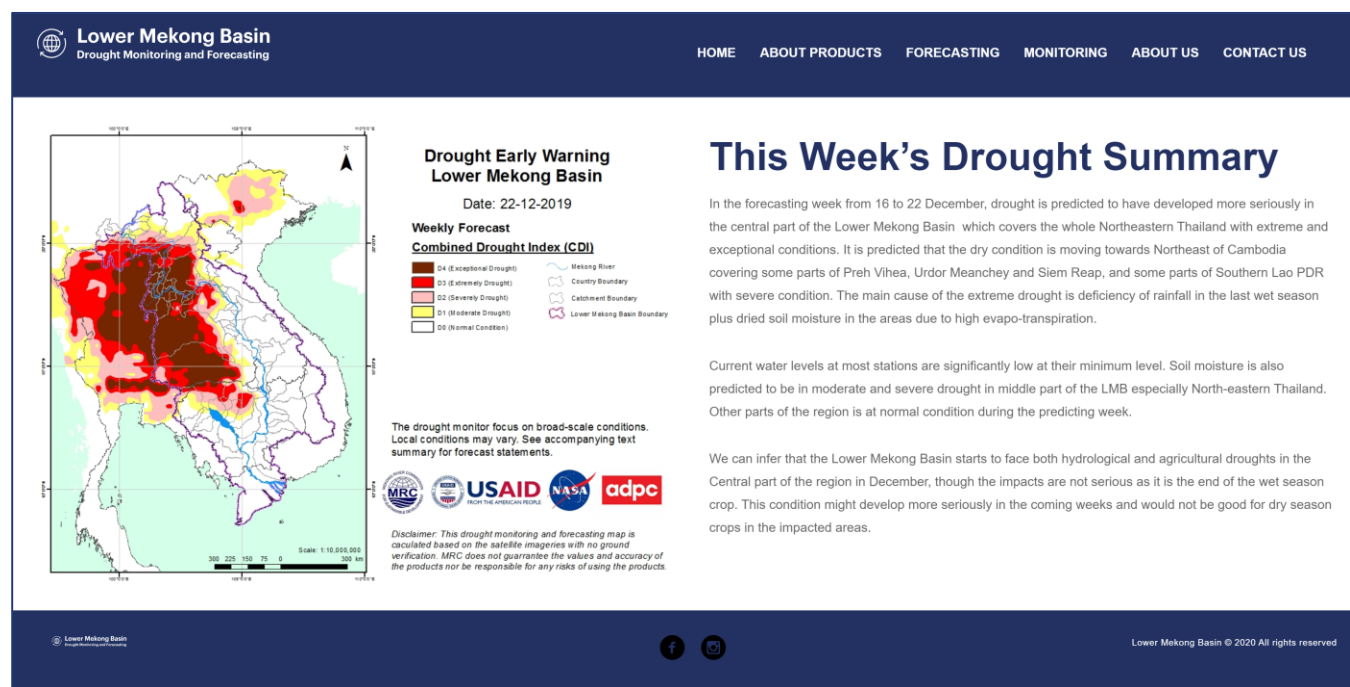 Lower Mekong Basin
Drought Monitoring and Forecasting
HOME ABOUT PRODUCTS FORECASTING MONITORING ABOUT US CONTACT US
N
Drought Early Warning
Lower Mekong Basin
Date: 22-12-2019
Weekly Forecast
Combined Drought Index (CDI)
D4 (Exceptional Drought)
D3 (Extremely Drought)
D2 (Severely Drought)
D1 (Moderate Drought)
D0 (Normal Condition)
Mekong River
Country Boundary
Catchment Boundary
Lower Mekong Basin Boundary
The drought monitor focus on broad-scale conditions.
Local conditions may vary. See accompanying text
summary for forecast statements.
MRC
USAID
FROM THE AMERICAN PEOPLE
NASA
adpc
Disclaimer: This drought monitoring and forecasting map is
caculated based on the satellite imageries with no ground
verification. MRC does not guarrantee the values and accuracy of
the products nor be responsible for any risks of using the products.
Scale: 1:10,000,000
300 225 150 75 0 300 km
This Week's Drought Summary
In the forecasting week from 16 to 22 December, drought is predicted to have developed more seriously in
the central part of the Lower Mekong Basin which covers the whole Northeastern Thailand with extreme and
exceptional conditions. It is predicted that the dry condition is moving towards Northeast of Cambodia
covering some parts of Preh Vihea, Urdor Meanchey and Siem Reap, and some parts of Southern Lao PDR
with severe condition. The main cause of the extreme drought is deficiency of rainfall in the last wet season
plus dried soil moisture in the areas due to high evapo-transpiration.
Current water levels at most stations are significantly low at their minimum level. Soil moisture is also
predicted to be in moderate and severe drought in middle part of the LMB especially North-eastern Thailand.
Other parts of the region is at normal condition during the predicting week.
We can infer that the Lower Mekong Basin starts to face both hydrological and agricultural droughts in the
Central part of the region in December, though the impacts are not serious as it is the end of the wet season
crop. This condition might develop more seriously in the coming weeks and would not be good for dry season
crops in the impacted areas.
Lower Mekong Basin
Drought Monitoring and Forecasting
Lower Mekong Basin © 2020 All rights reserved